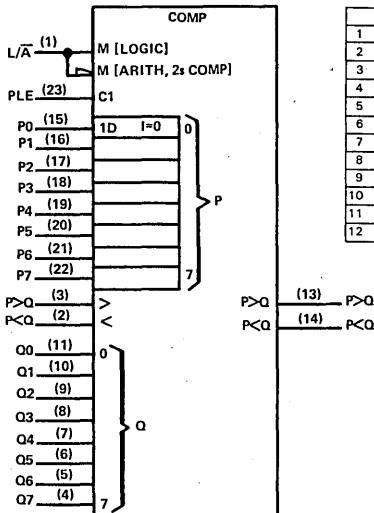 COMP
L/A (1) M [LOGIC]
M [ARITH, 2s COMP]
PLE (23) C1
P0 (15) 1D I=0 0
P1 (16)
P2 (17)
P3 (18)
P4 (19)
P5 (20)
P6 (21)
P7 (22) 7
P
P>Q (3) >
P<Q (2) <
P>Q (13) P>Q
P<Q (14) P<Q
Q0 (11) 0
Q1 (10)
Q2 (9)
Q3 (8)
Q4 (7)
Q5 (6)
Q6 (5)
Q7 (4) 7
Q
1
2
3
4
5
6
7
8
9
10
11
12